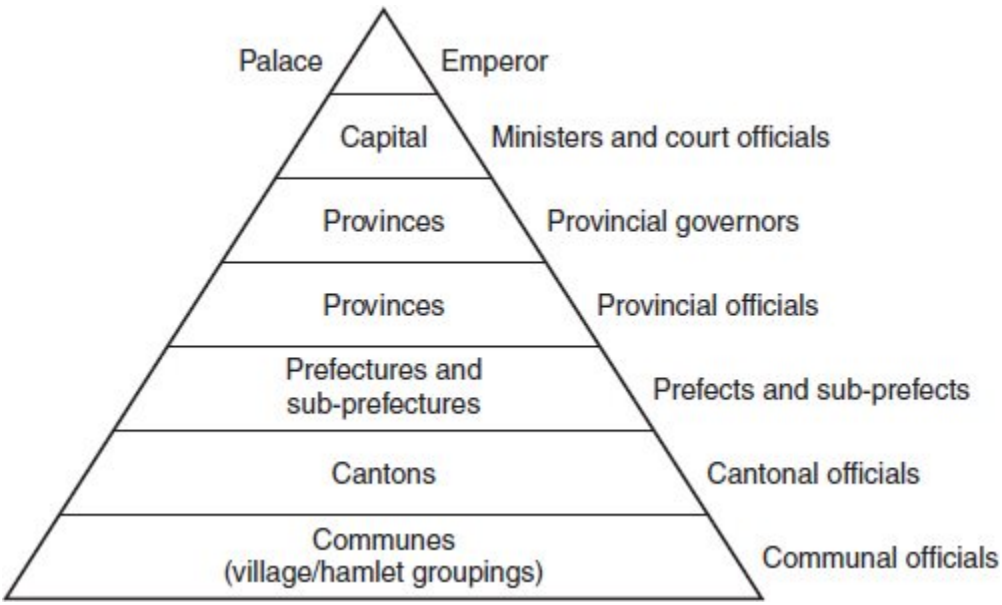 Palace Emperor
Capital Ministers and court officials
Provinces Provincial governors
Provinces Provincial officials
Prefectures and
sub-prefectures Prefects and sub-prefects
Cantons Cantonal officials
Communes
(village/hamlet groupings) Communal officials